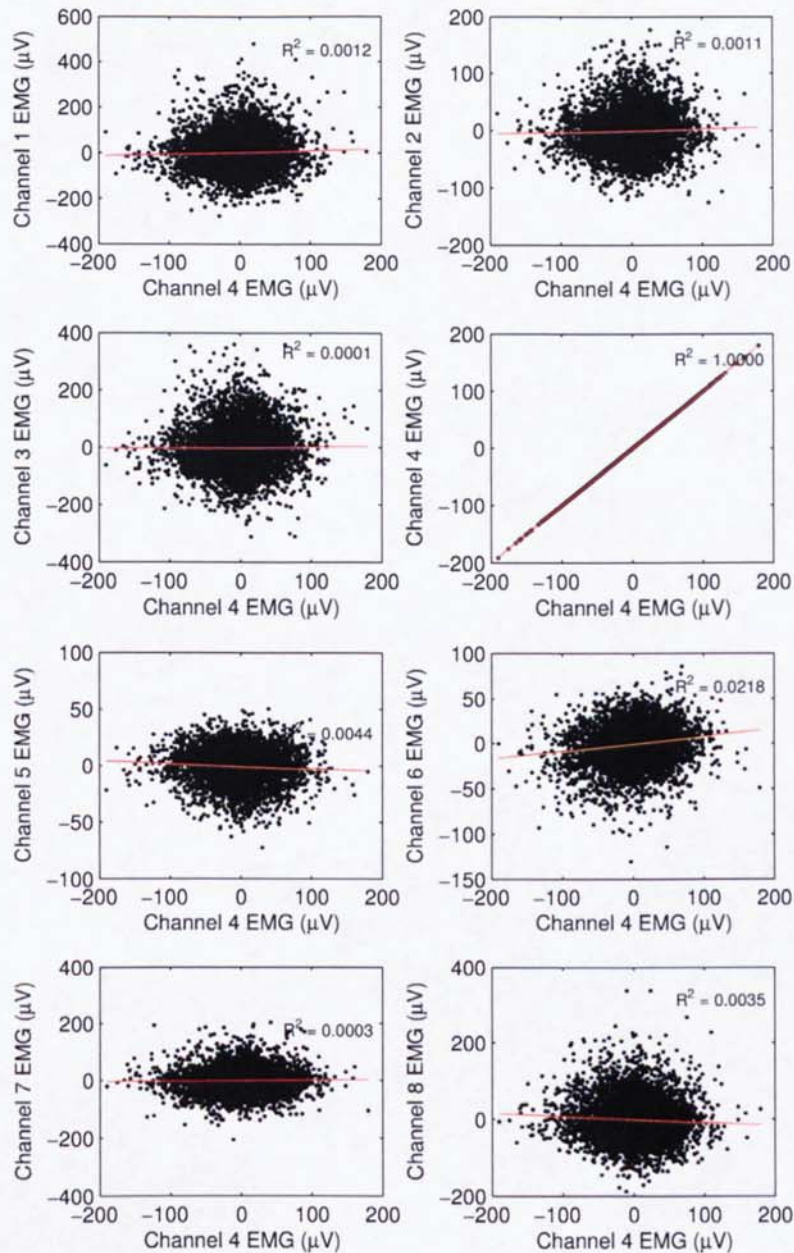 600
400
200
0
−200
−400
Channel 1 EMG (μV)
R² = 0.0012
−200 −100 0 100 200
Channel 4 EMG (μV)
200
100
0
−100
−200
Channel 2 EMG (μV)
R² = 0.0011
−200 −100 0 100 200
Channel 4 EMG (μV)
400
200
0
−200
−400
Channel 3 EMG (μV)
R² = 0.0001
−200 −100 0 100 200
Channel 4 EMG (μV)
200
100
0
−100
−200
Channel 4 EMG (μV)
R² = 1.0000
−200 −100 0 100 200
Channel 4 EMG (μV)
100
50
0
−50
−100
Channel 5 EMG (μV)
= 0.0044
−200 −100 0 100 200
Channel 4 EMG (μV)
100
50
0
−50
−100
−150
Channel 6 EMG (μV)
R² = 0.0218
−200 −100 0 100 200
Channel 4 EMG (μV)
400
200
0
−200
−400
Channel 7 EMG (μV)
R² = 0.0003
−200 −100 0 100 200
Channel 4 EMG (μV)
400
200
0
−200
Channel 8 EMG (μV)
R² = 0.0035
−200 −100 0 100 200
Channel 4 EMG (μV)